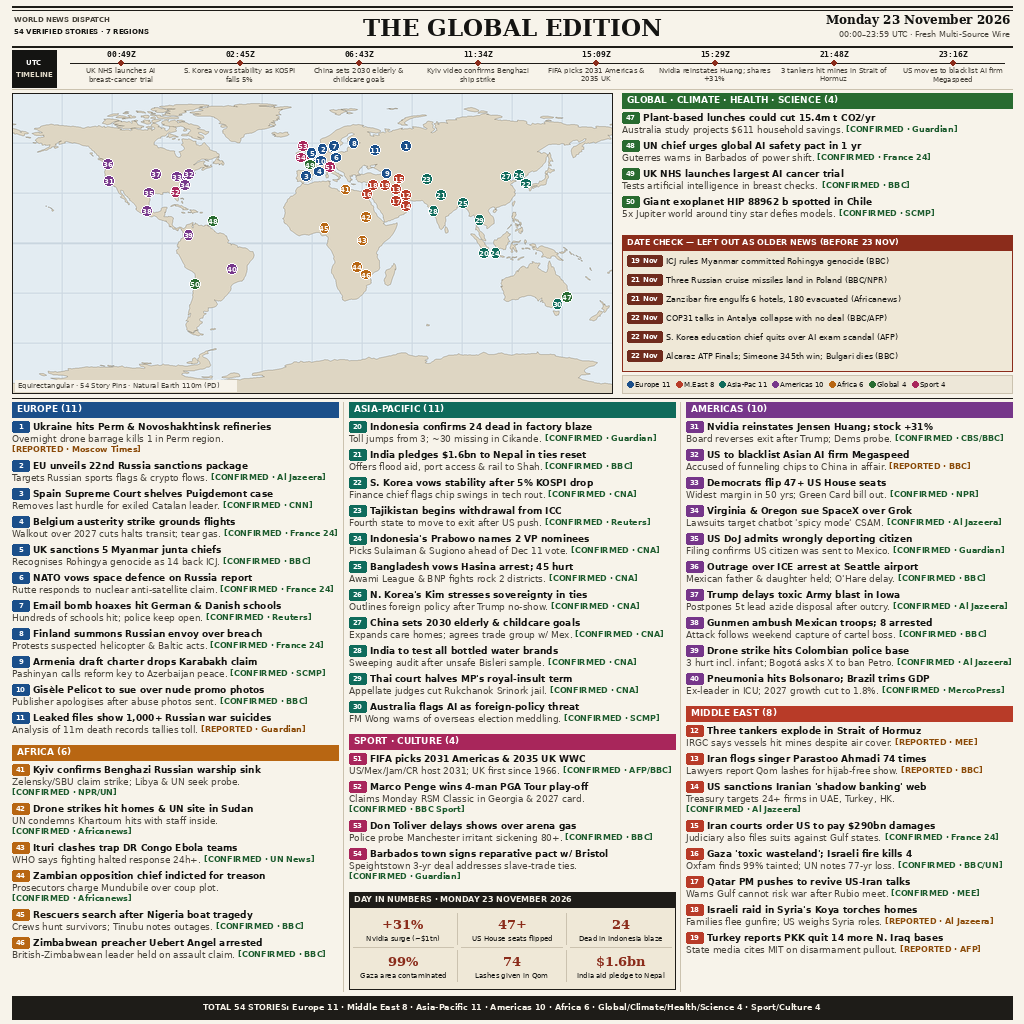 WORLD NEWS DISPATCH
54 VERIFIED STORIES · 7 REGIONS
THE GLOBAL EDITION
Monday 23 November 2026
00:00–23:59 UTC · Fresh Multi-Source Wire
UTC
TIMELINE
00:49Z
UK NHS launches AI
breast-cancer trial
02:45Z
S. Korea vows stability as KOSPI
falls 5%
06:43Z
China sets 2030 elderly &
childcare goals
11:34Z
Kyiv video confirms Benghazi
ship strike
15:09Z
FIFA picks 2031 Americas &
2035 UK
15:29Z
Nvidia reinstates Huang; shares
+31%
21:48Z
3 tankers hit mines in Strait of
Hormuz
23:16Z
US moves to blacklist AI firm
Megaspeed
Equirectangular · 54 Story Pins · Natural Earth 110m (PD)
GLOBAL · CLIMATE · HEALTH · SCIENCE (4)
47 Plant-based lunches could cut 15.4m t CO2/yr
Australia study projects $611 household savings. [CONFIRMED · Guardian]
48 UN chief urges global AI safety pact in 1 yr
Guterres warns in Barbados of power shift. [CONFIRMED · France 24]
49 UK NHS launches largest AI cancer trial
Tests artificial intelligence in breast checks. [CONFIRMED · BBC]
50 Giant exoplanet HIP 88962 b spotted in Chile
5x Jupiter world around tiny star defies models. [CONFIRMED · SCMP]
DATE CHECK — LEFT OUT AS OLDER NEWS (BEFORE 23 NOV)
19 Nov ICJ rules Myanmar committed Rohingya genocide (BBC)
21 Nov Three Russian cruise missiles land in Poland (BBC/NPR)
21 Nov Zanzibar fire engulfs 6 hotels, 180 evacuated (Africanews)
22 Nov COP31 talks in Antalya collapse with no deal (BBC/AFP)
22 Nov S. Korea education chief quits over AI exam scandal (AFP)
22 Nov Alcaraz ATP Finals; Simeone 345th win; Bulgari dies (BBC)
Europe 11 M.East 8 Asia-Pac 11 Americas 10 Africa 6 Global 4 Sport 4
EUROPE (11)
1 Ukraine hits Perm & Novoshakhtinsk refineries
Overnight drone barrage kills 1 in Perm region.
[REPORTED · Moscow Times]
2 EU unveils 22nd Russia sanctions package
Targets Russian sports flags & crypto flows. [CONFIRMED · Al Jazeera]
3 Spain Supreme Court shelves Puigdemont case
Removes last hurdle for exiled Catalan leader. [CONFIRMED · CNN]
4 Belgium austerity strike grounds flights
Walkout over 2027 cuts halts transit; tear gas. [CONFIRMED · France 24]
5 UK sanctions 5 Myanmar junta chiefs
Recognises Rohingya genocide as 14 back ICJ. [CONFIRMED · BBC]
6 NATO vows space defence on Russia report
Rutte responds to nuclear anti-satellite claim. [CONFIRMED · France 24]
7 Email bomb hoaxes hit German & Danish schools
Hundreds of schools hit; police keep open. [CONFIRMED · Reuters]
8 Finland summons Russian envoy over breach
Protests suspected helicopter & Baltic acts. [CONFIRMED · France 24]
9 Armenia draft charter drops Karabakh claim
Pashinyan calls reform key to Azerbaijan peace. [CONFIRMED · SCMP]
10 Gisèle Pelicot to sue over nude promo photos
Publisher apologises after abuse photos sent. [CONFIRMED · BBC]
11 Leaked files show 1,000+ Russian war suicides
Analysis of 11m death records tallies toll. [REPORTED · Guardian]
AFRICA (6)
41 Kyiv confirms Benghazi Russian warship sink
Zelensky/SBU claim strike; Libya & UN seek probe.
[CONFIRMED · NPR/UN]
42 Drone strikes hit homes & UN site in Sudan
UN condemns Khartoum hits with staff inside.
[CONFIRMED · Africanews]
43 Ituri clashes trap DR Congo Ebola teams
WHO says fighting halted response 24h+. [CONFIRMED · UN News]
44 Zambian opposition chief indicted for treason
Prosecutors charge Mundubile over coup plot.
[CONFIRMED · Africanews]
45 Rescuers search after Nigeria boat tragedy
Crews hunt survivors; Tinubu notes outages. [CONFIRMED · BBC]
46 Zimbabwean preacher Uebert Angel arrested
British-Zimbabwean leader held on assault claim. [CONFIRMED · BBC]
ASIA-PACIFIC (11)
20 Indonesia confirms 24 dead in factory blaze
Toll jumps from 3; ~30 missing in Cikande. [CONFIRMED · Guardian]
21 India pledges $1.6bn to Nepal in ties reset
Offers flood aid, port access & rail to Shah. [CONFIRMED · BBC]
22 S. Korea vows stability after 5% KOSPI drop
Finance chief flags chip swings in tech rout. [CONFIRMED · CNA]
23 Tajikistan begins withdrawal from ICC
Fourth state to move to exit after US push. [CONFIRMED · Reuters]
24 Indonesia's Prabowo names 2 VP nominees
Picks Sulaiman & Sugiono ahead of Dec 11 vote. [CONFIRMED · CNA]
25 Bangladesh vows Hasina arrest; 45 hurt
Awami League & BNP fights rock 2 districts. [CONFIRMED · CNA]
26 N. Korea's Kim stresses sovereignty in ties
Outlines foreign policy after Trump no-show. [CONFIRMED · CNA]
27 China sets 2030 elderly & childcare goals
Expands care homes; agrees trade group w/ Mex. [CONFIRMED · CNA]
28 India to test all bottled water brands
Sweeping audit after unsafe Bisleri sample. [CONFIRMED · CNA]
29 Thai court halves MP's royal-insult term
Appellate judges cut Rukchanok Srinork jail. [CONFIRMED · CNA]
30 Australia flags AI as foreign-policy threat
FM Wong warns of overseas election meddling. [CONFIRMED · SCMP]
SPORT · CULTURE (4)
51 FIFA picks 2031 Americas & 2035 UK WWC
US/Mex/Jam/CR host 2031; UK first since 1966. [CONFIRMED · AFP/BBC]
52 Marco Penge wins 4-man PGA Tour play-off
Claims Monday RSM Classic in Georgia & 2027 card.
[CONFIRMED · BBC Sport]
53 Don Toliver delays shows over arena gas
Police probe Manchester irritant sickening 80+. [CONFIRMED · BBC]
54 Barbados town signs reparative pact w/ Bristol
Speightstown 3-yr deal addresses slave-trade ties.
[CONFIRMED · Guardian]
DAY IN NUMBERS · MONDAY 23 NOVEMBER 2026
+31%
Nvidia surge (~$1tn)
47+
US House seats flipped
24
Dead in Indonesia blaze
99%
Gaza area contaminated
74
Lashes given in Qom
$1.6bn
India aid pledge to Nepal
AMERICAS (10)
31 Nvidia reinstates Jensen Huang; stock +31%
Board reverses exit after Trump; Dems probe. [CONFIRMED · CBS/BBC]
32 US to blacklist Asian AI firm Megaspeed
Accused of funneling chips to China in affair. [REPORTED · BBC]
33 Democrats flip 47+ US House seats
Widest margin in 50 yrs; Green Card bill out. [CONFIRMED · NPR]
34 Virginia & Oregon sue SpaceX over Grok
Lawsuits target chatbot 'spicy mode' CSAM. [CONFIRMED · Al Jazeera]
35 US DoJ admits wrongly deporting citizen
Filing confirms US citizen was sent to Mexico. [CONFIRMED · Guardian]
36 Outrage over ICE arrest at Seattle airport
Mexican father & daughter held; O'Hare delay. [CONFIRMED · BBC]
37 Trump delays toxic Army blast in Iowa
Postpones 5t lead azide disposal after outcry. [CONFIRMED · Al Jazeera]
38 Gunmen ambush Mexican troops; 8 arrested
Attack follows weekend capture of cartel boss. [CONFIRMED · BBC]
39 Drone strike hits Colombian police base
3 hurt incl. infant; Bogotá asks X to ban Petro. [CONFIRMED · Al Jazeera]
40 Pneumonia hits Bolsonaro; Brazil trims GDP
Ex-leader in ICU; 2027 growth cut to 1.8%. [CONFIRMED · MercoPress]
MIDDLE EAST (8)
12 Three tankers explode in Strait of Hormuz
IRGC says vessels hit mines despite air cover. [REPORTED · MEE]
13 Iran flogs singer Parastoo Ahmadi 74 times
Lawyers report Qom lashes for hijab-free show. [REPORTED · BBC]
14 US sanctions Iranian 'shadow banking' web
Treasury targets 24+ firms in UAE, Turkey, HK.
[CONFIRMED · Al Jazeera]
15 Iran courts order US to pay $290bn damages
Judiciary also files suits against Gulf states. [CONFIRMED · France 24]
16 Gaza 'toxic wasteland'; Israeli fire kills 4
Oxfam finds 99% tainted; UN notes 77-yr loss. [CONFIRMED · BBC/UN]
17 Qatar PM pushes to revive US-Iran talks
Warns Gulf cannot risk war after Rubio meet. [CONFIRMED · MEE]
18 Israeli raid in Syria's Koya torches homes
Families flee gunfire; US weighs Syria roles. [REPORTED · Al Jazeera]
19 Turkey reports PKK quit 14 more N. Iraq bases
State media cites MIT on disarmament pullout. [REPORTED · AFP]
TOTAL 54 STORIES: Europe 11 · Middle East 8 · Asia-Pacific 11 · Americas 10 · Africa 6 · Global/Climate/Health/Science 4 · Sport/Culture 4